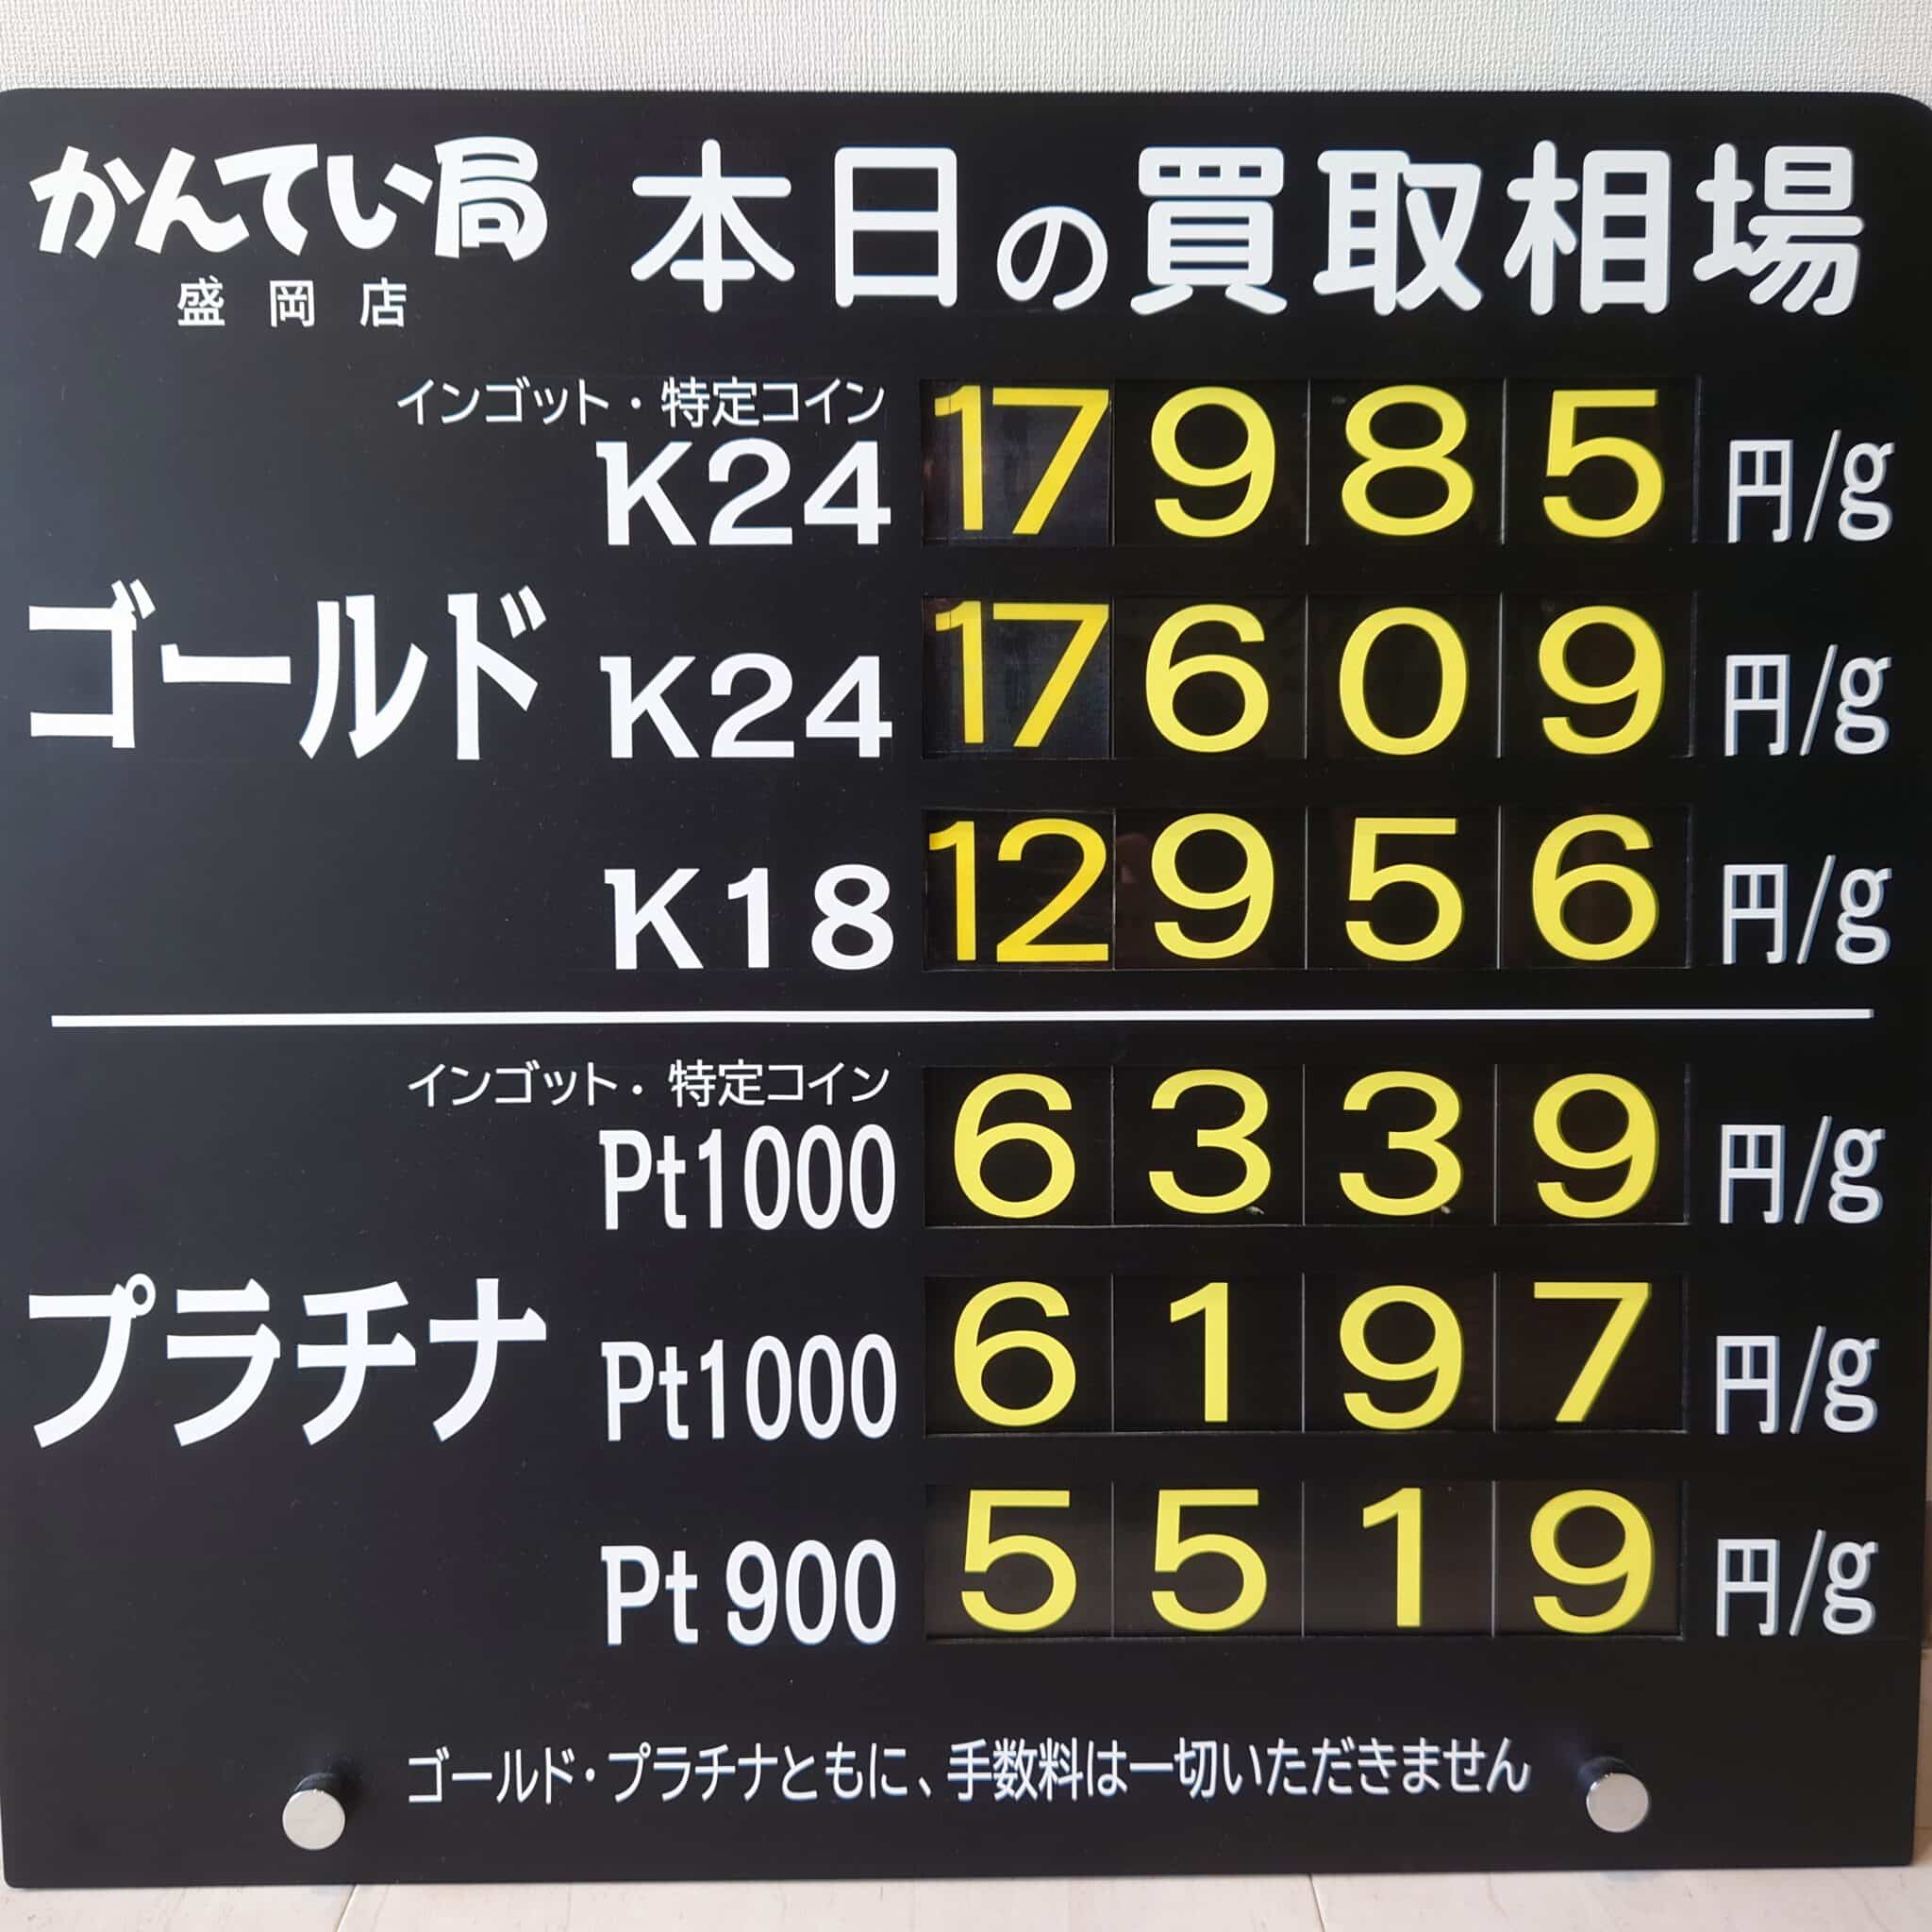 かんてい局 本日の買取相場
盛岡店
インゴット・特定コイン
K24 17985 円/g
ゴールド
K24 17609 円/g
K18 12956 円/g
インゴット・特定コイン
Pt1000 6339 円/g
プラチナ
Pt1000 6197 円/g
Pt900 5519 円/g
ゴールド・プラチナともに、手数料は一切いただきません